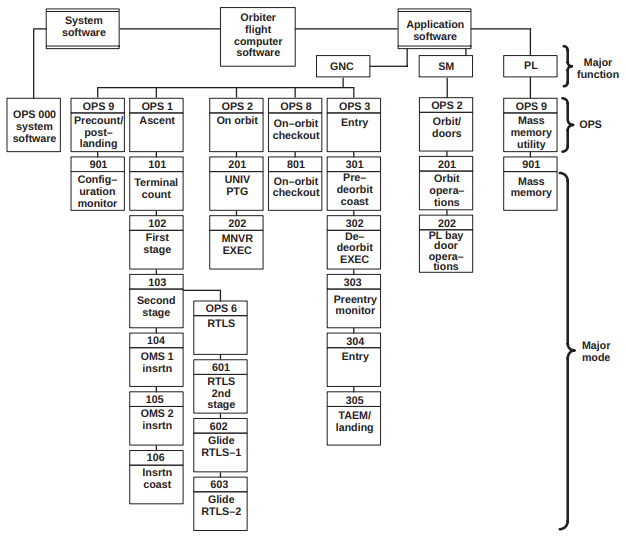 System
software
Orbiter
flight
computer
software
Application
software
GNC
SM
PL
Major
function
OPS 000
system
software
OPS 9
Precount/
post–
landing
OPS 1
Ascent
OPS 2
On orbit
OPS 8
On–orbit
checkout
OPS 3
Entry
OPS 2
Orbit/
doors
OPS 9
Mass
memory
utility
OPS
901
Config–
uration
monitor
101
Terminal
count
201
UNIV
PTG
801
On–orbit
checkout
301
Pre–
deorbit
coast
201
Orbit
opera–
tions
901
Mass
memory
102
First
stage
202
MNVR
EXEC
302
De–
deorbit
EXEC
202
PL bay
door
opera–
tions
103
Second
stage
303
Preentry
monitor
OPS 6
RTLS
104
OMS 1
insrtn
304
Entry
Major
mode
601
RTLS
2nd
stage
105
OMS 2
insrtn
305
TAEM/
landing
602
Glide
RTLS–1
106
Insrtn
coast
603
Glide
RTLS–2